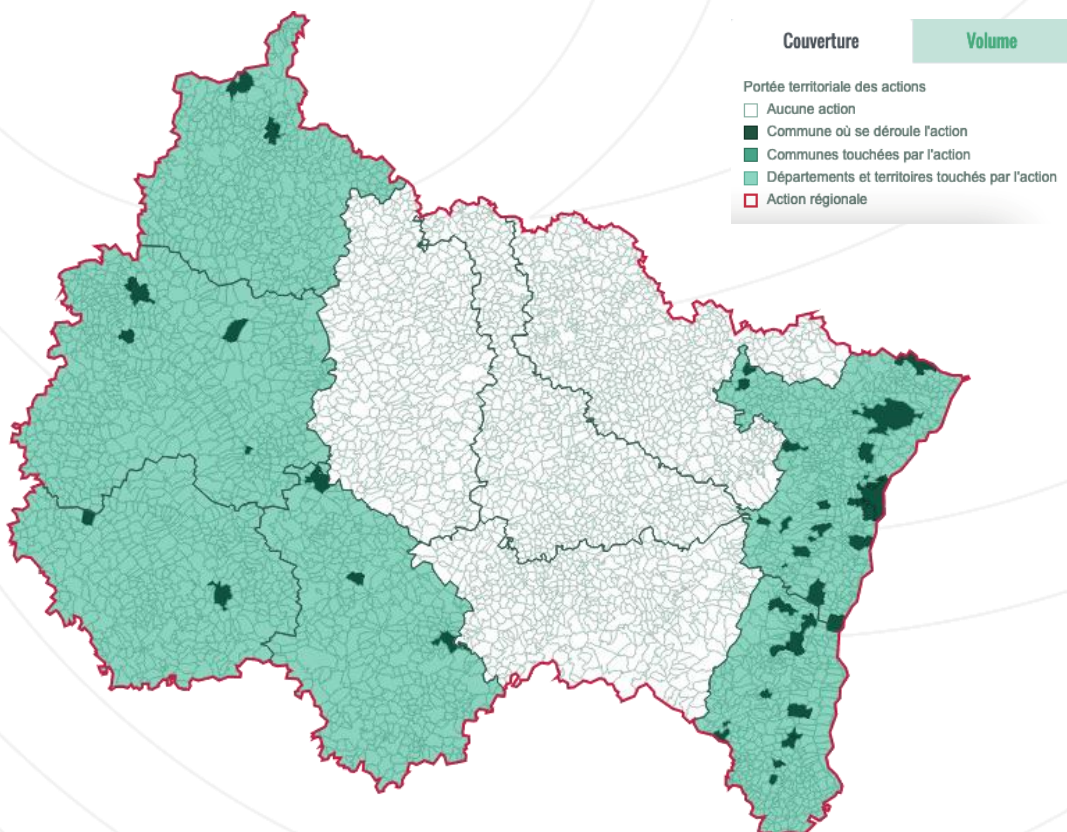 Couverture
Volume
Portée territoriale des actions
Aucune action
Commune où se déroule l'action
Communes touchées par l'action
Départements et territoires touchés par l'action
Action régionale